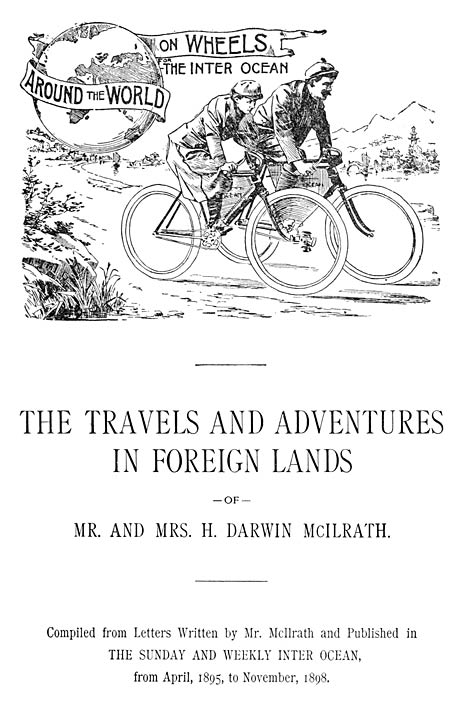 AROUND THE WORLD
ON WHEELS
FOR
THE INTER OCEAN
THE TRAVELS AND ADVENTURES
IN FOREIGN LANDS
—OF—
MR. AND MRS. H. DARWIN McILRATH.
Compiled from Letters Written by Mr. McIlrath and Published in
THE SUNDAY AND WEEKLY INTER OCEAN,
from April, 1895, to November, 1898.